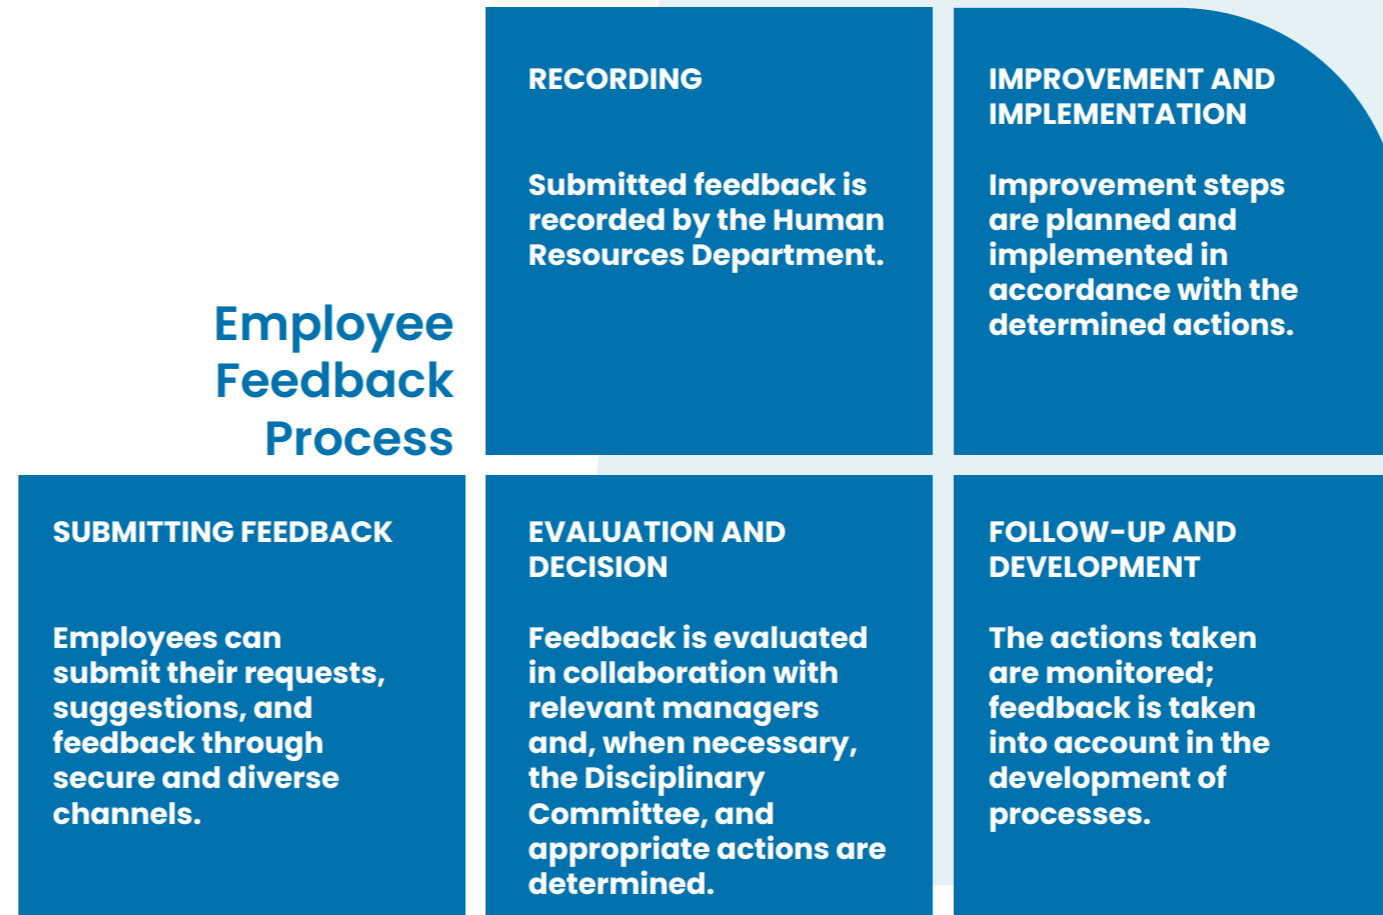 Employee
Feedback
Process
SUBMITTING FEEDBACK
Employees can
submit their requests,
suggestions, and
feedback through
secure and diverse
channels.
RECORDING
Submitted feedback is
recorded by the Human
Resources Department.
EVALUATION AND
DECISION
Feedback is evaluated
in collaboration with
relevant managers
and, when necessary,
the Disciplinary
Committee, and
appropriate actions are
determined.
IMPROVEMENT AND
IMPLEMENTATION
Improvement steps
are planned and
implemented in
accordance with the
determined actions.
FOLLOW-UP AND
DEVELOPMENT
The actions taken
are monitored;
feedback is taken
into account in the
development of
processes.